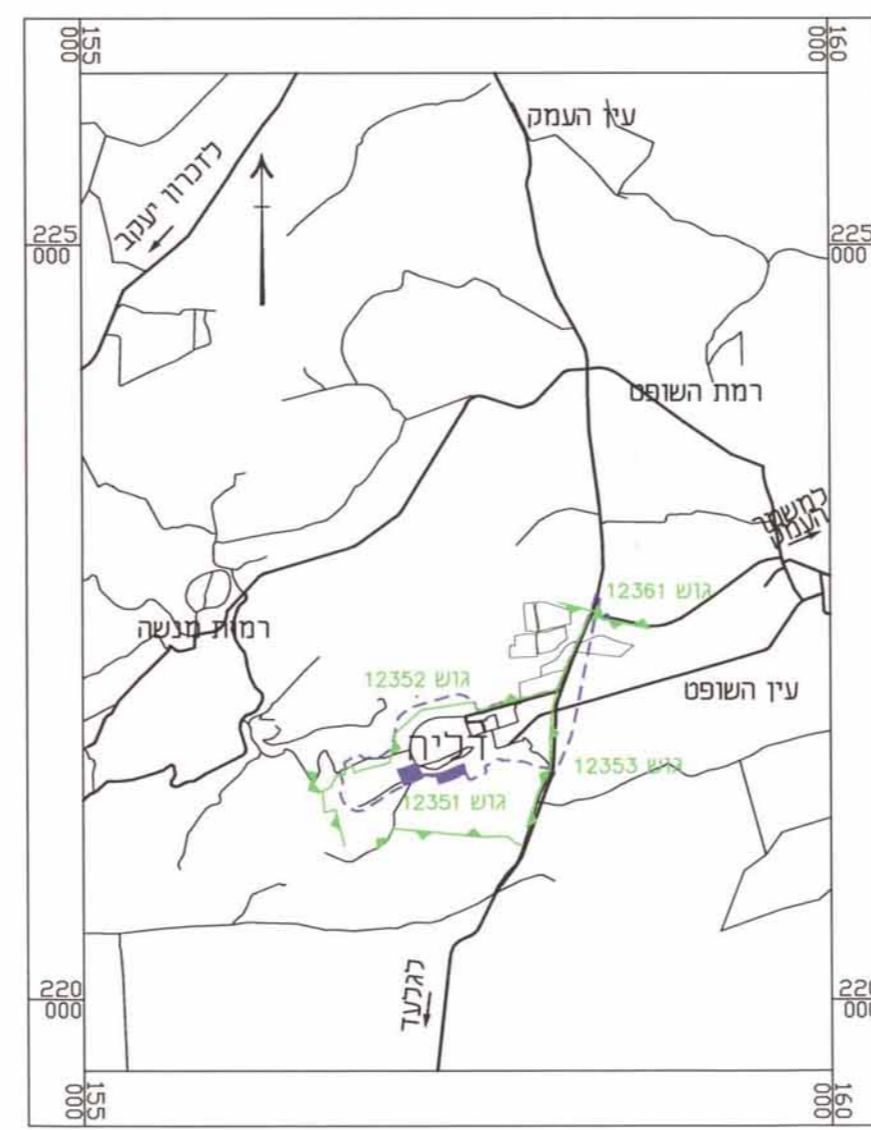 155
000
160
000
עין העמק
לזכרון יעקב
225
000
225
000
רמת השופט
למשמר
העמק
גוש 12361
רמות מנשה
גוש 12352
עין השופט
דליה
גוש 12353
גוש 12351
לגלעד
220
000
220
000
155
000
160
000